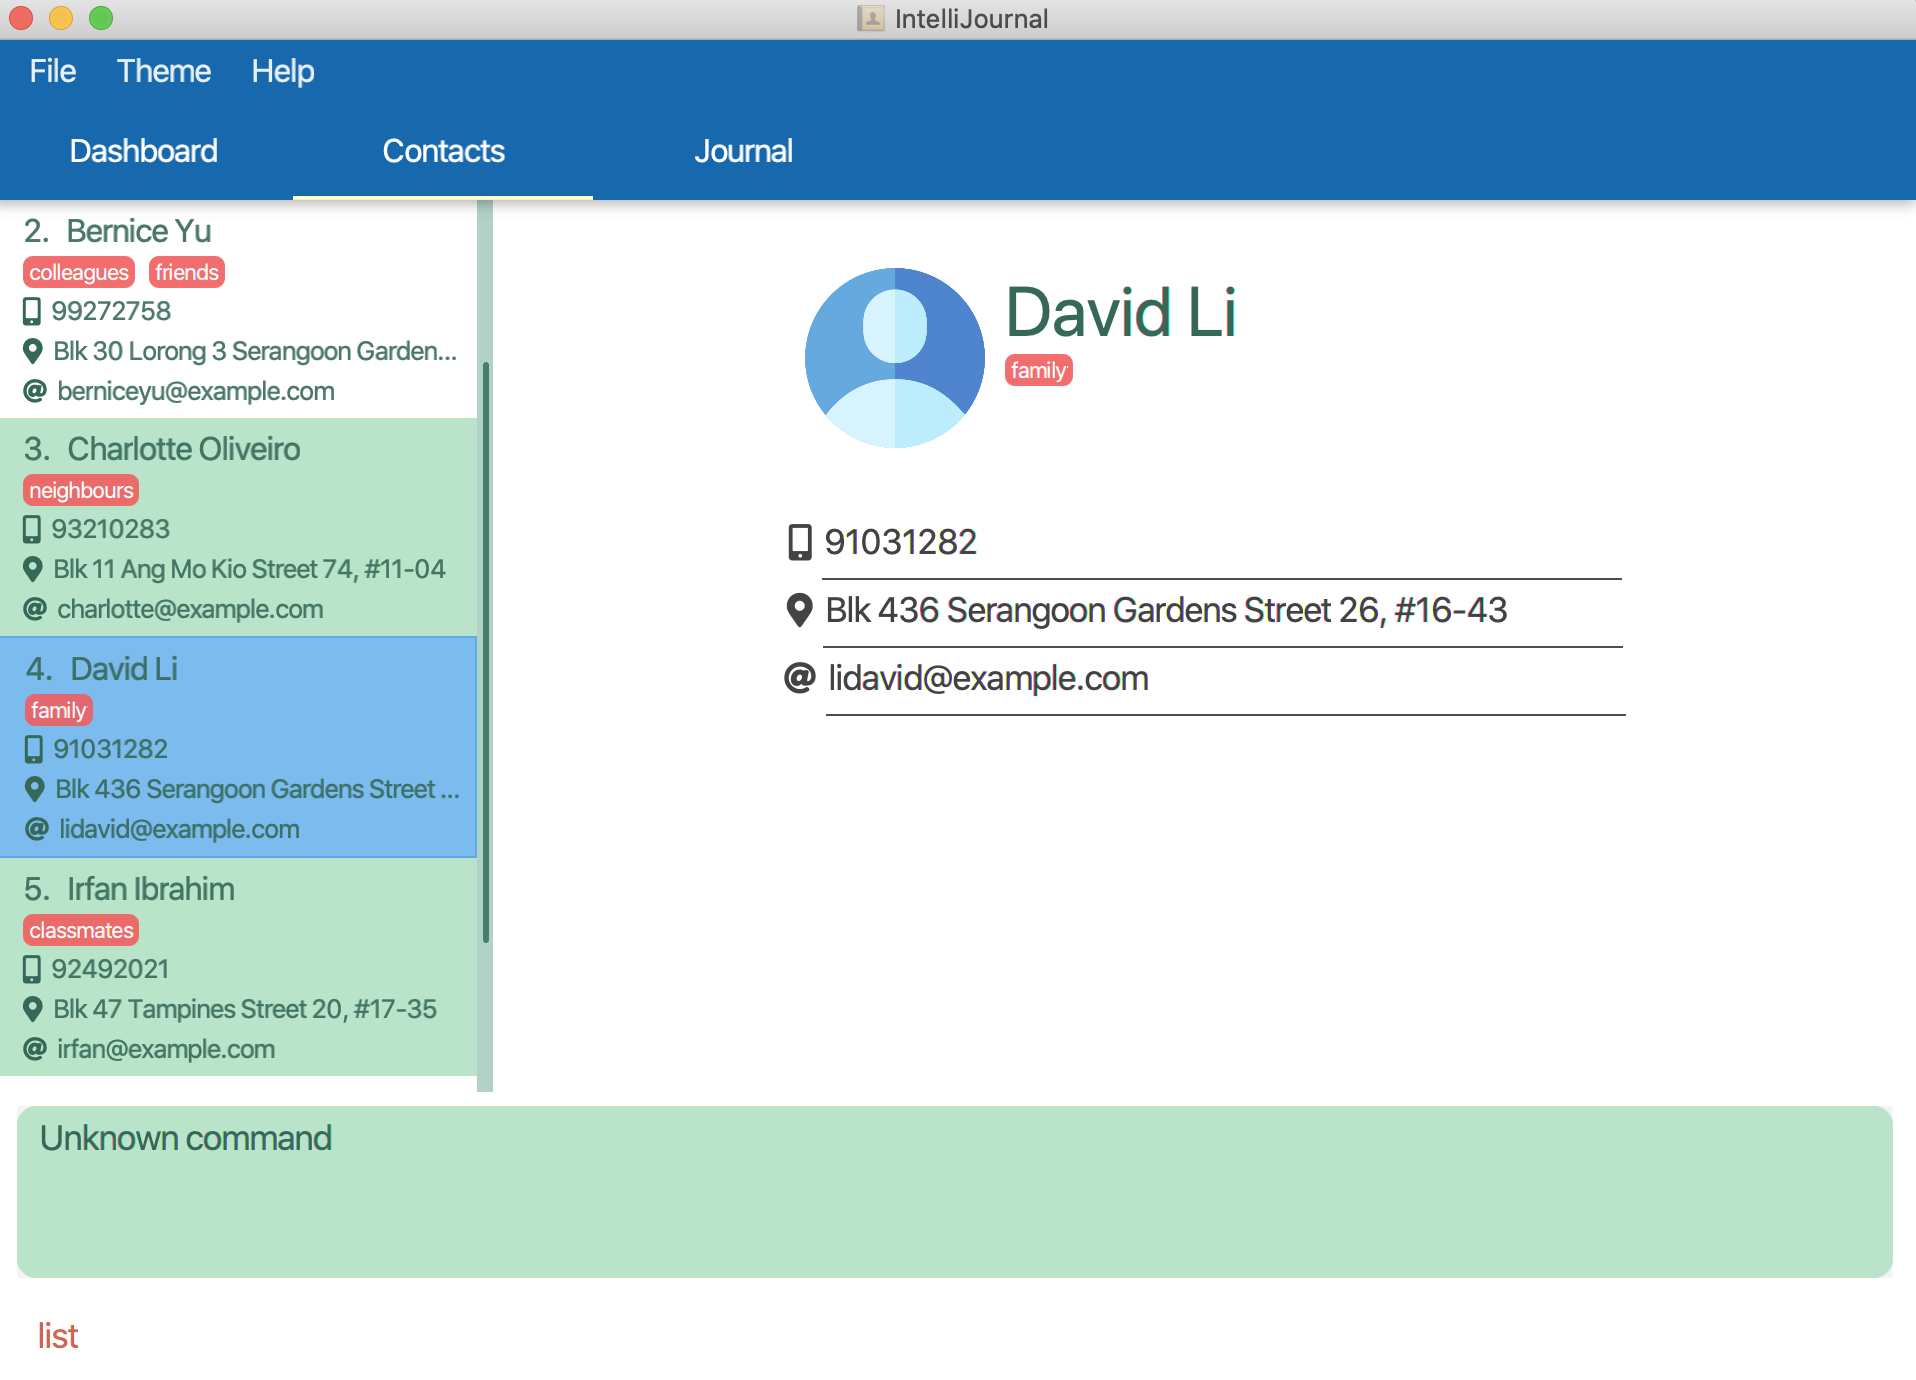 IntelliJournal
File Theme Help
Dashboard Contacts Journal
2. Bernice Yu
colleagues friends
99272758
Blk 30 Lorong 3 Serangoon Garden...
@ berniceyu@example.com
3. Charlotte Oliveiro
neighbours
93210283
Blk 11 Ang Mo Kio Street 74, #11-04
@ charlotte@example.com
4. David Li
family
91031282
Blk 436 Serangoon Gardens Street ...
@ lidavid@example.com
5. Irfan Ibrahim
classmates
92492021
Blk 47 Tampines Street 20, #17-35
@ irfan@example.com
David Li
family
91031282
Blk 436 Serangoon Gardens Street 26, #16-43
@ lidavid@example.com
Unknown command
list